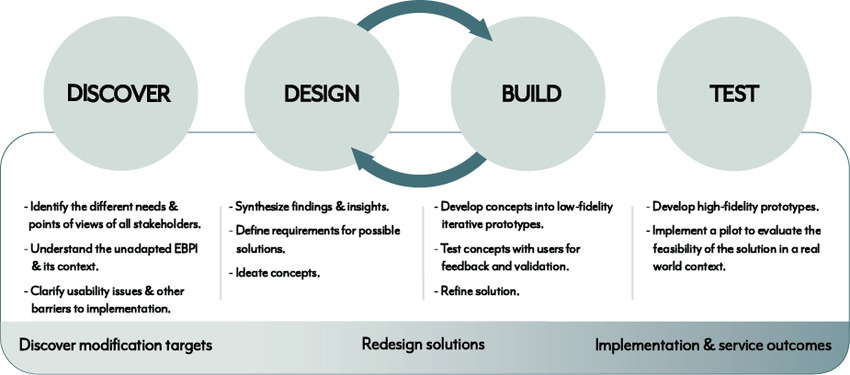 DISCOVER
DESIGN
BUILD
TEST
- Identify the different needs &
points of views of all stakeholders.
- Understand the unadapted EBPI
& its context.
- Clarify usability issues & other
barriers to implementation.
- Synthesize findings & insights.
- Define requirements for possible
solutions.
- Ideate concepts.
- Develop concepts into low-fidelity
iterative prototypes.
- Test concepts with users for
feedback and validation.
- Refine solution.
- Develop high-fidelity prototypes.
- Implement a pilot to evaluate the
feasibility of the solution in a real
world context.
Discover modification targets
Redesign solutions
Implementation & service outcomes